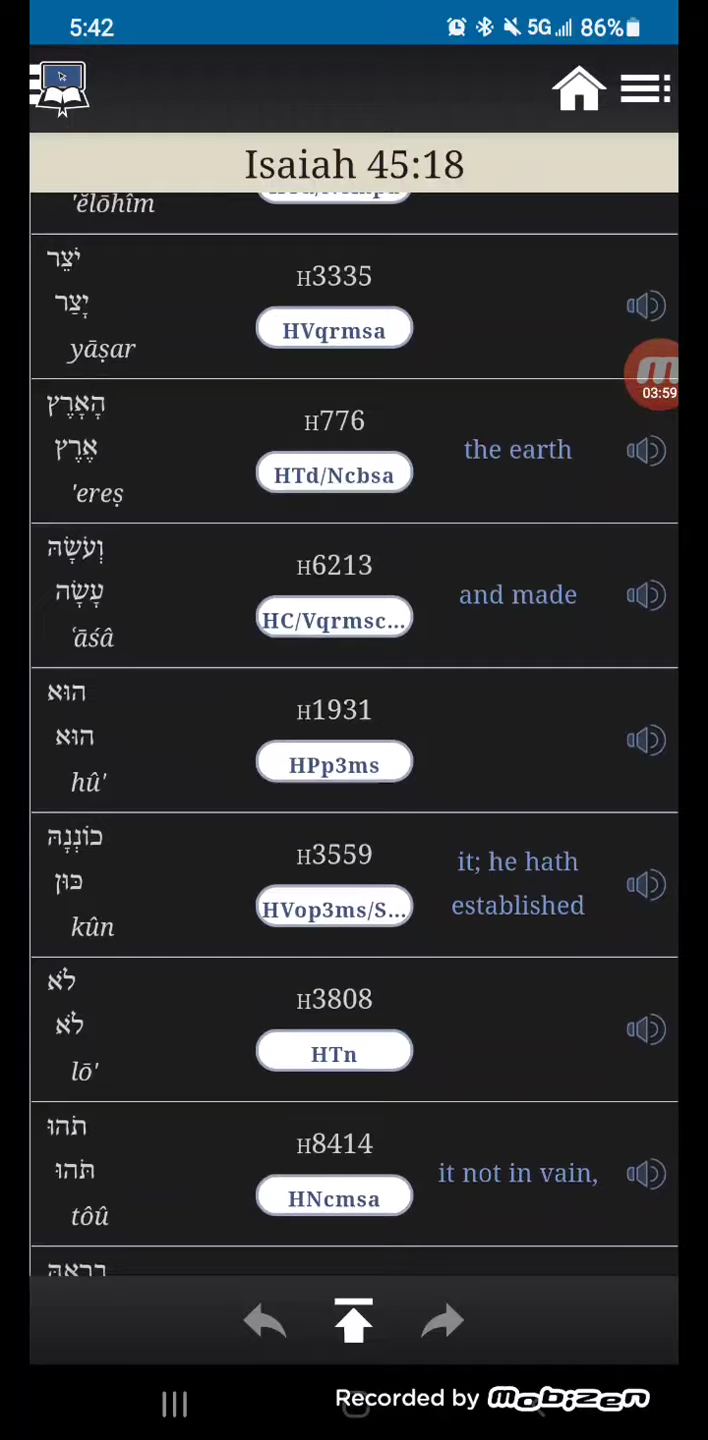 5:42 5G 86%
Isaiah 45:18
'ĕlōhîm
יֹצֵר
יָצַר
yāṣar
H3335
HVqrmsa
03:59
הָאָרֶץ
אֶרֶץ
'ereṣ
H776
HTd/Ncbsa
the earth
וְעֹשָׂהּ
עָשָׂה
ʿāśâ
H6213
HC/Vqrmsc...
and made
הוּא
הוּא
hû'
H1931
HPp3ms
כוֹנְנָהּ
כּוּן
kûn
H3559
HVop3ms/S...
it; he hath
established
לֹא
לֹא
lō'
H3808
HTn
תֹהוּ
תֹּהוּ
tôû
H8414
HNcmsa
it not in vain,
Recorded by mobizen